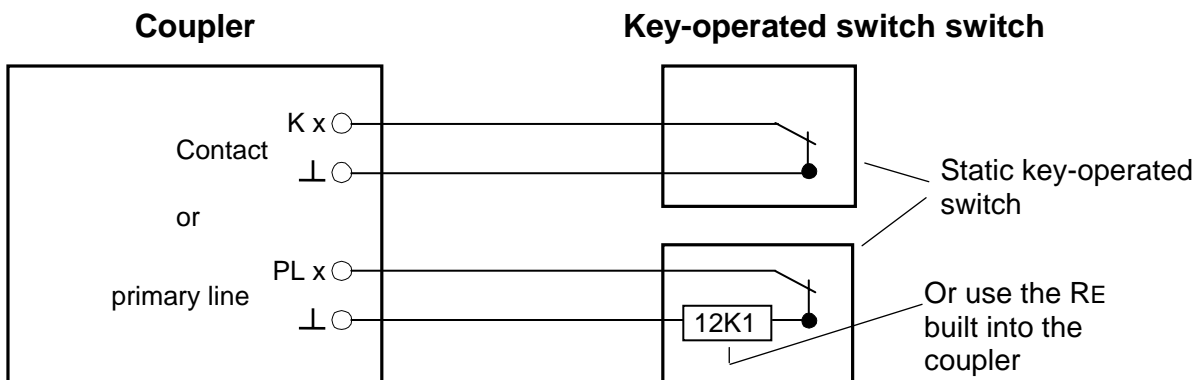 Coupler
Key-operated switch switch
K x
Contact
⊥
or
PL x
primary line
⊥
12K1
Static key-operated
switch
Or use the RE
built into the
coupler